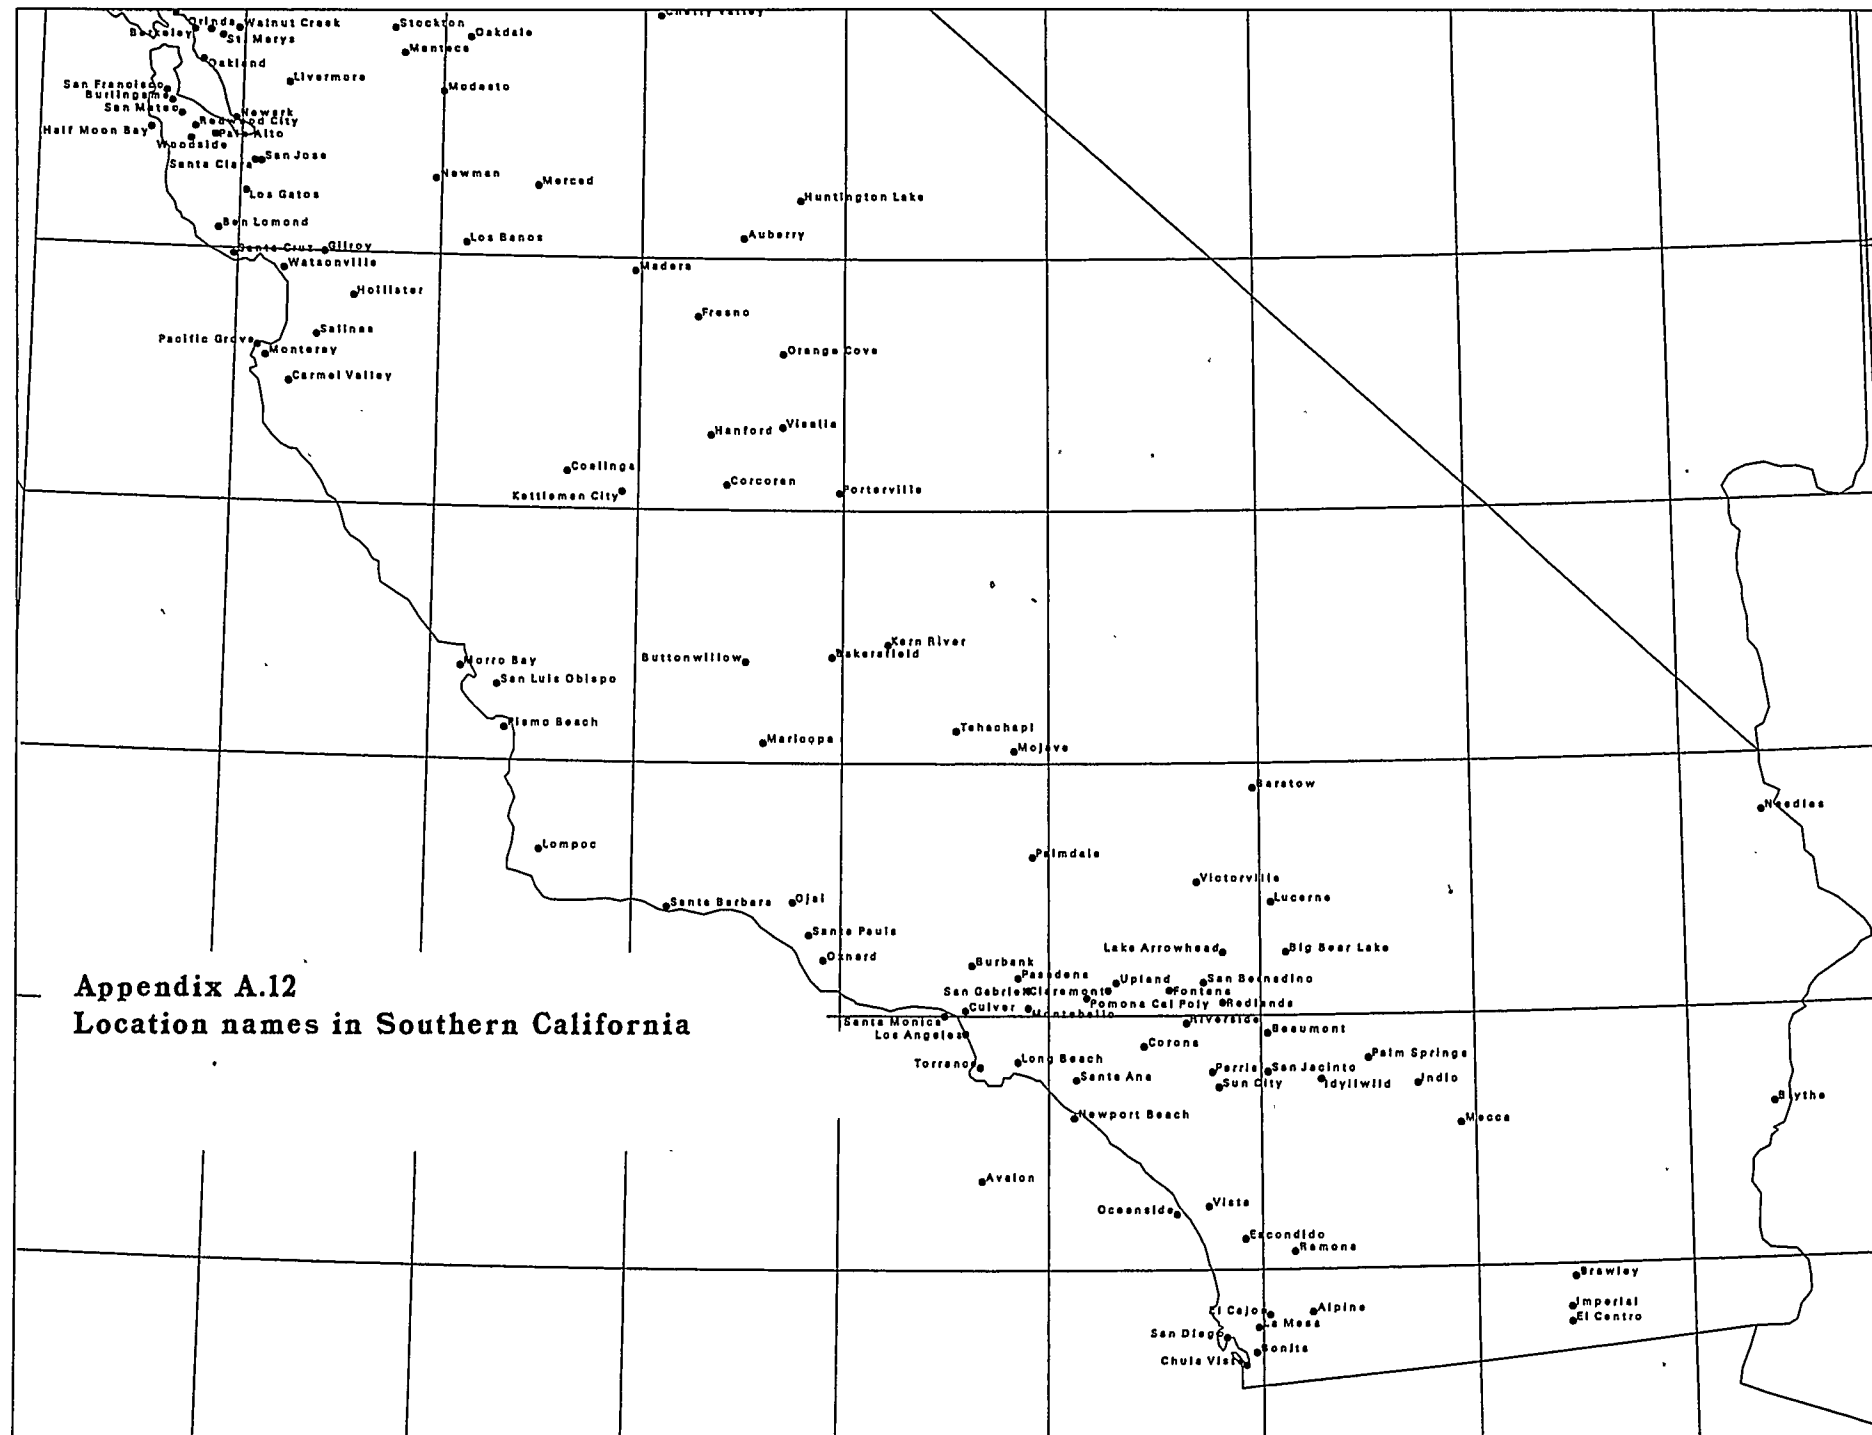 Cherry Valley
Orinda
Walnut Creek
Stockton
Oakdale
Berkeley
St. Marys
Manteca
Oakland
Livermore
Modesto
San Francisco
Burlingame
San Mateo
Newark
Redwood City
Half Moon Bay
Palo Alto
Woodside
San Jose
Santa Clara
Newman
Merced
Los Gatos
Huntington Lake
Ben Lomond
Los Banos
Auberry
Santa Cruz
Gilroy
Watsonville
Madera
Hollister
Fresno
Salinas
Pacific Grove
Monterey
Orange Cove
Carmel Valley
Hanford
Visalia
Coalinga
Corcoran
Kettleman City
Porterville
Kern River
Buttonwillow
Bakersfield
Morro Bay
San Luis Obispo
Pismo Beach
Tehachapi
Maricopa
Mojave
Barstow
Needles
Lompoc
Palmdale
Victorville
Lucerne
Santa Barbara
Ojai
Santa Paula
Lake Arrowhead
Big Bear Lake
Oxnard
Burbank
Pasadena
Upland
San Bernadino
San Gabriel
Claremont
Fontana
Pomona Cal Poly
Redlands
Culver
Montebello
Santa Monica
Riverside
Los Angeles
Beaumont
Corona
Palm Springs
Torrance
Long Beach
Perris
San Jacinto
Santa Ana
Sun City
Idyllwild
Indio
Blythe
Newport Beach
Mecca
Avalon
Oceanside
Vista
Escondido
Ramona
Brawley
El Cajon
Alpine
Imperial
La Mesa
El Centro
San Diego
Bonita
Chula Vista
Appendix A.12
Location names in Southern California